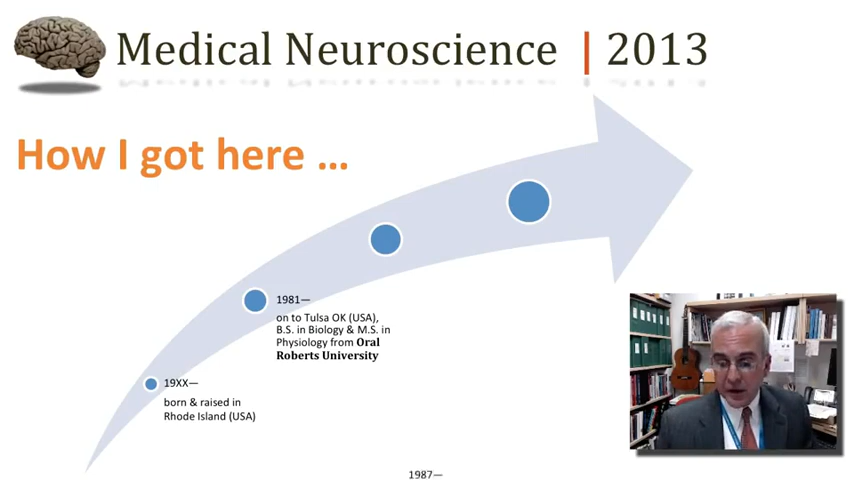 Medical Neuroscience | 2013
How I got here ...
1981—
on to Tulsa OK (USA),
B.S. in Biology & M.S. in
Physiology from Oral
Roberts University
19XX—
born & raised in
Rhode Island (USA)
1987—